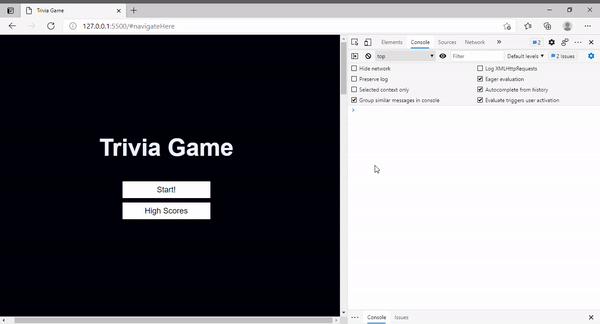 Trivia Game
127.0.0.1:5500/#navigateHere
Elements Console Sources Network 2
top Filter Default levels 2 Issues
Hide network
Log XMLHttpRequests
Preserve log
Eager evaluation
Selected context only
Autocomplete from history
Group similar messages in console
Evaluate triggers user activation
Trivia Game
Start!
High Scores
Console Issues